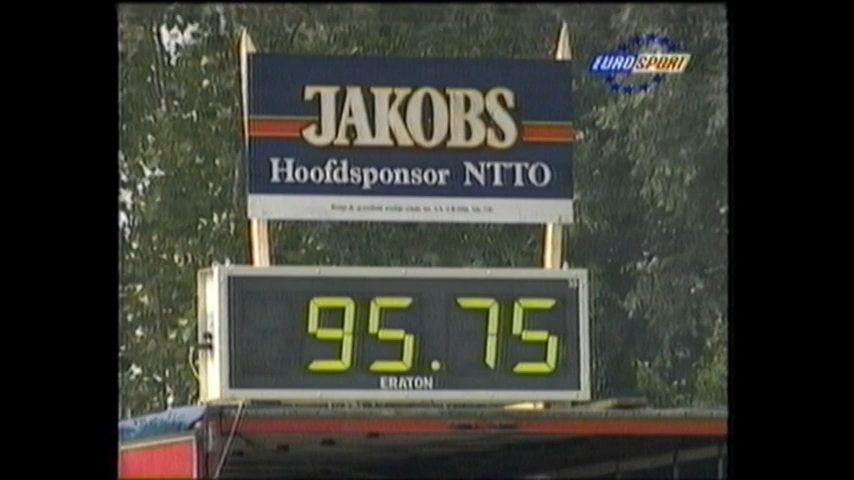 EUROSPORT
JAKOBS
Hoofdsponsor NTTO
95.75
ERATON